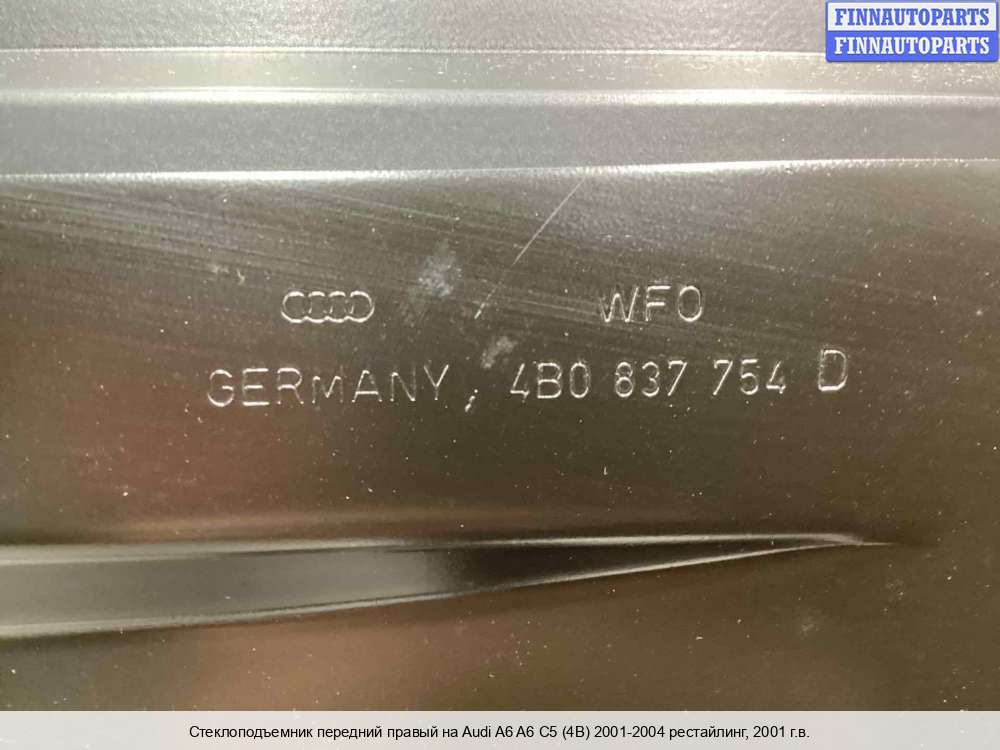 FINNAUTOPARTS
FINNAUTOPARTS
WFO
GERMANY, 4B0 837 754 D
Стеклоподъемник передний правый на Audi A6 A6 C5 (4B) 2001-2004 рестайлинг, 2001 г.в.